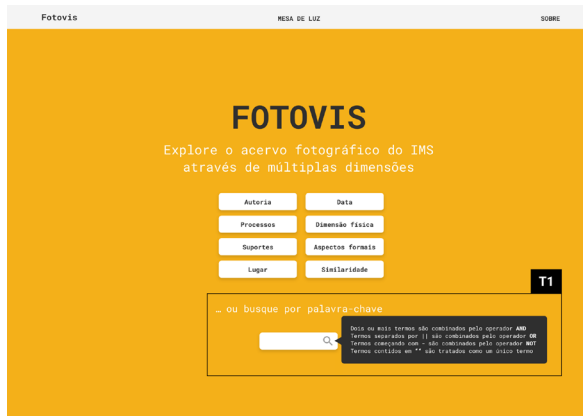 Fotovis
MESA DE LUZ
SOBRE
FOTOVIS
Explore o acervo fotográfico do IMS
através de múltiplas dimensões
Autoria
Data
Processos
Dimensão física
Suportes
Aspectos formais
Lugar
Similaridade
T1
… ou busque por palavra-chave
Dois ou mais termos são combinados pelo operador AND
Termos separados por || são combinados pelo operador OR
Termos começando com - são combinados pelo operador NOT
Termos contidos em "" são tratados como um único termo